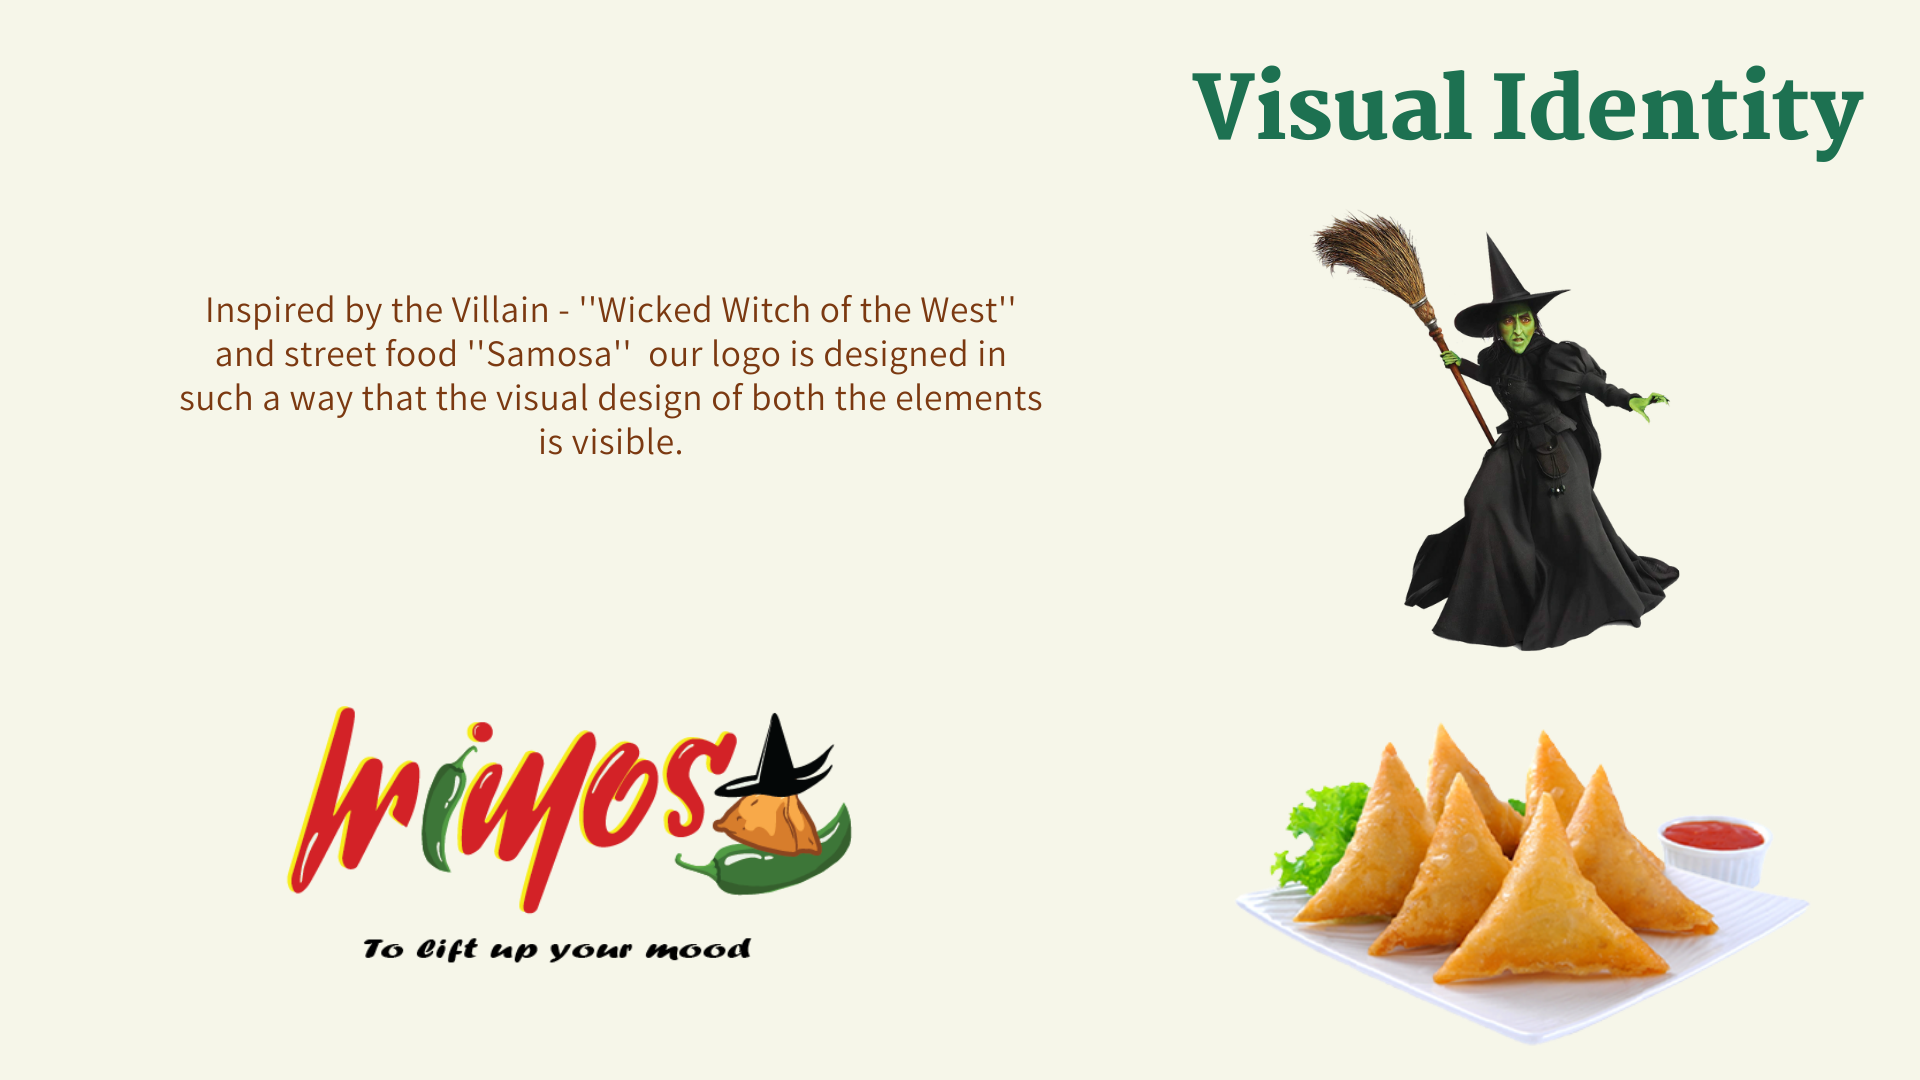 Visual Identity
Inspired by the Villain - ''Wicked Witch of the West''
and street food ''Samosa''  our logo is designed in
such a way that the visual design of both the elements
is visible.
To lift up your mood